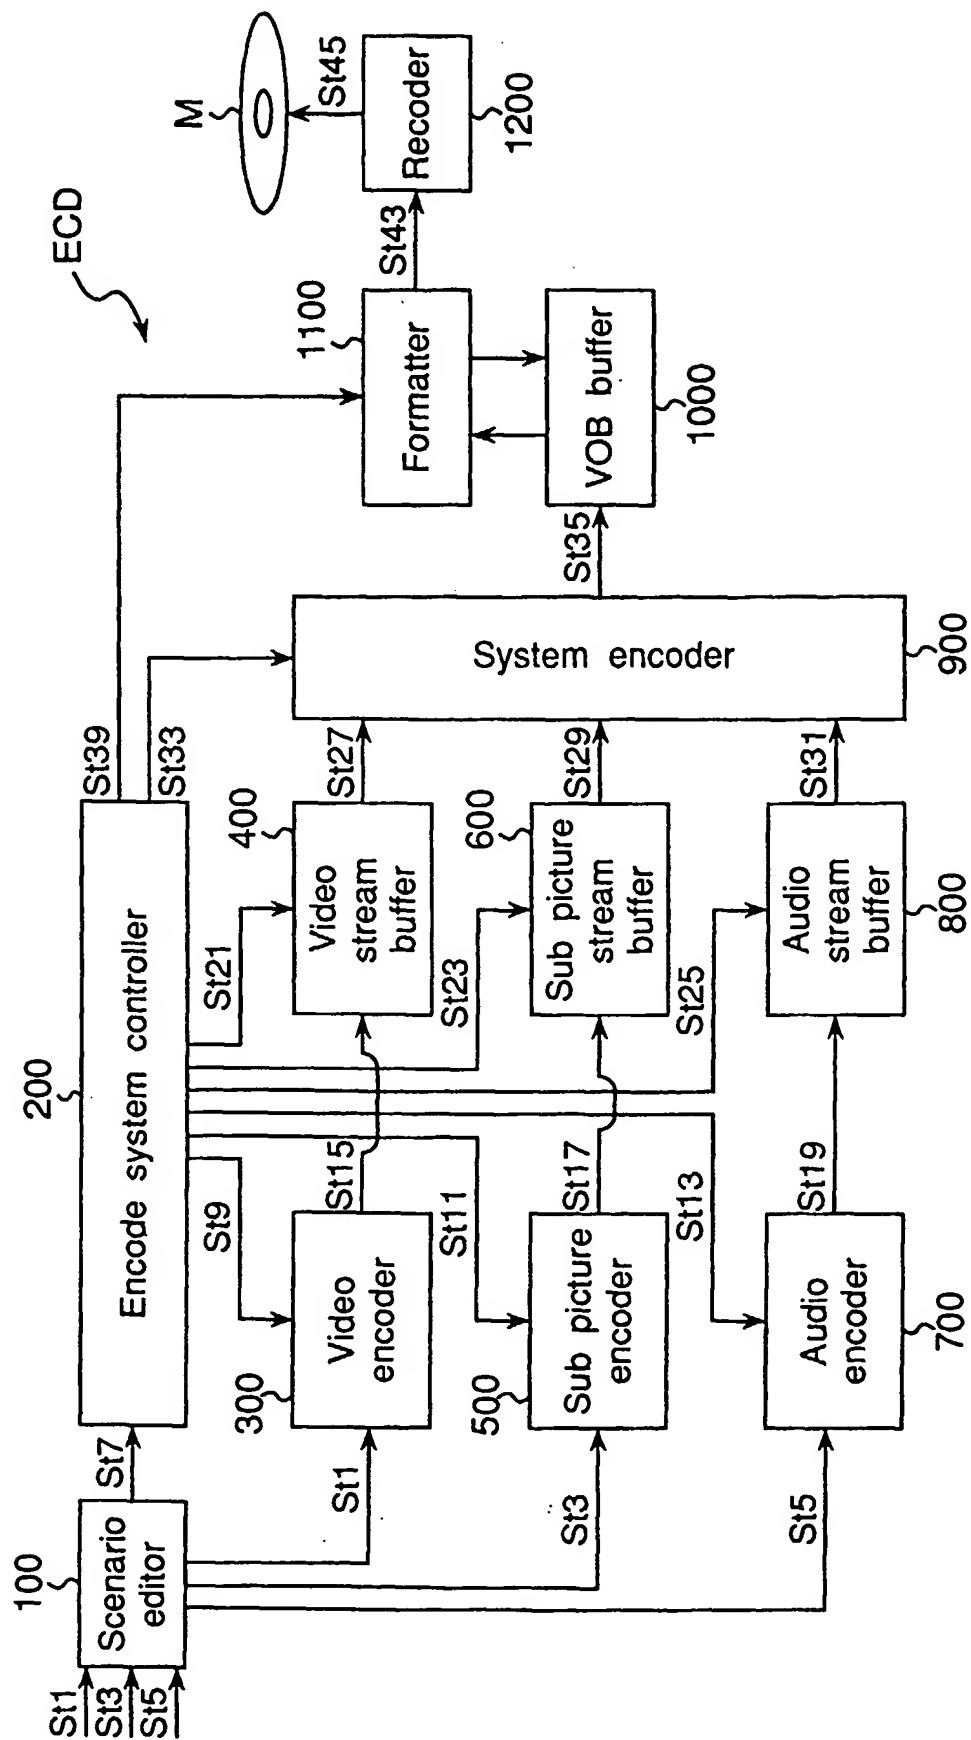 ECD
M
St45
Recoder
1200
St43
1100
Formatter
VOB buffer
1000
St39
St33
St35
System encoder
900
200
Encode system controller
St21
400
Video
stream
buffer
St27
St23
600
Sub picture
stream
buffer
St29
St25
Audio
stream
buffer
800
St31
St9
300
Video
encoder
St15
St11
500
Sub picture
encoder
St17
St13
Audio
encoder
700
St19
100
Scenario
editor
St7
St1
St3
St5
St1
St3
St5